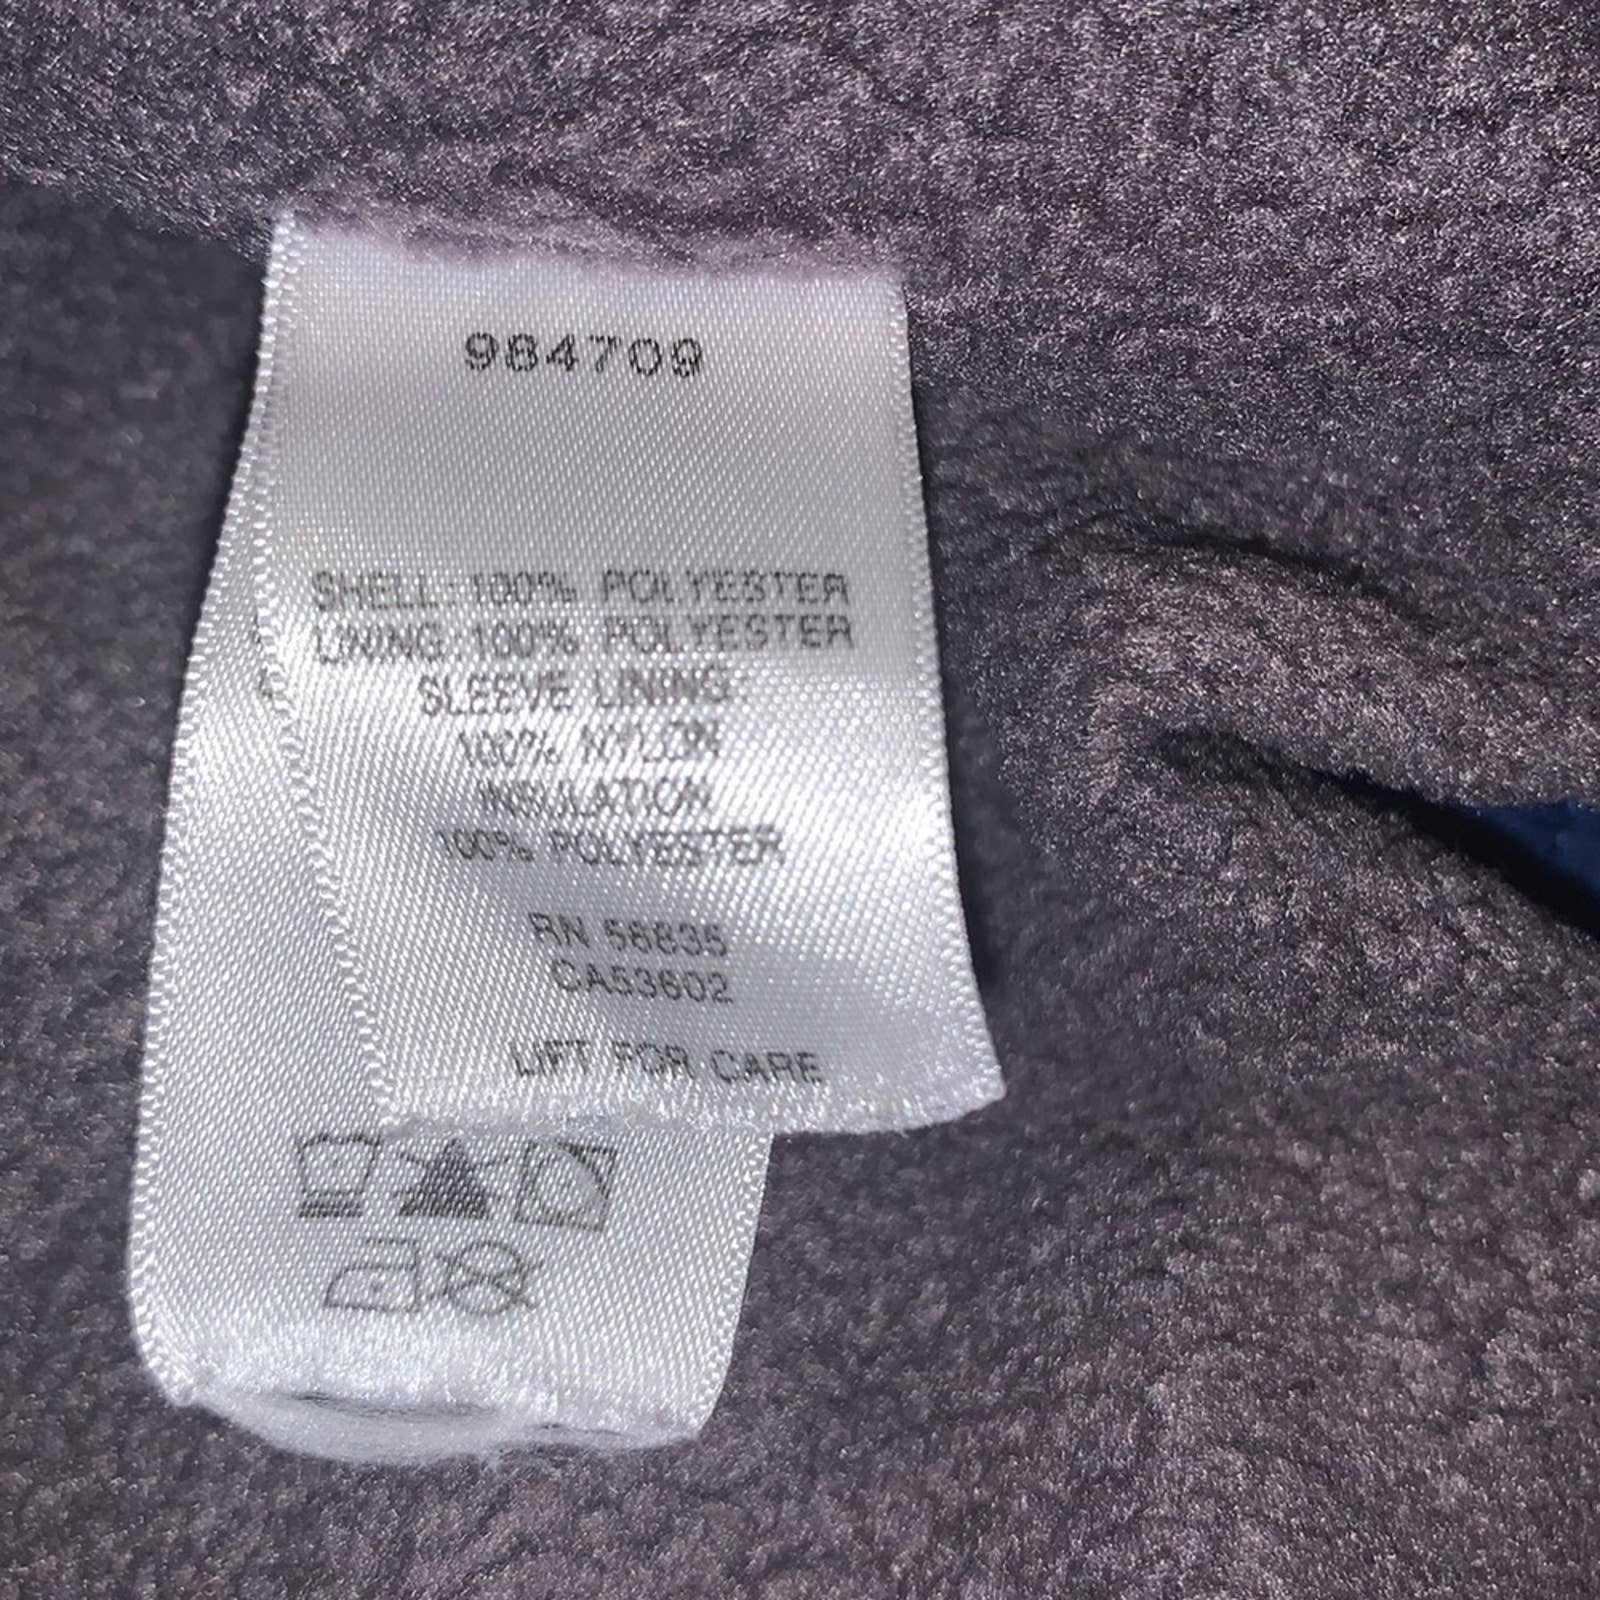 984709
SHELL: 100% POLYESTER
LINING: 100% POLYESTER
SLEEVE LINING:
100% NYLON
INSULATION:
100% POLYESTER
RN 56835
CA53602
LIFT FOR CARE